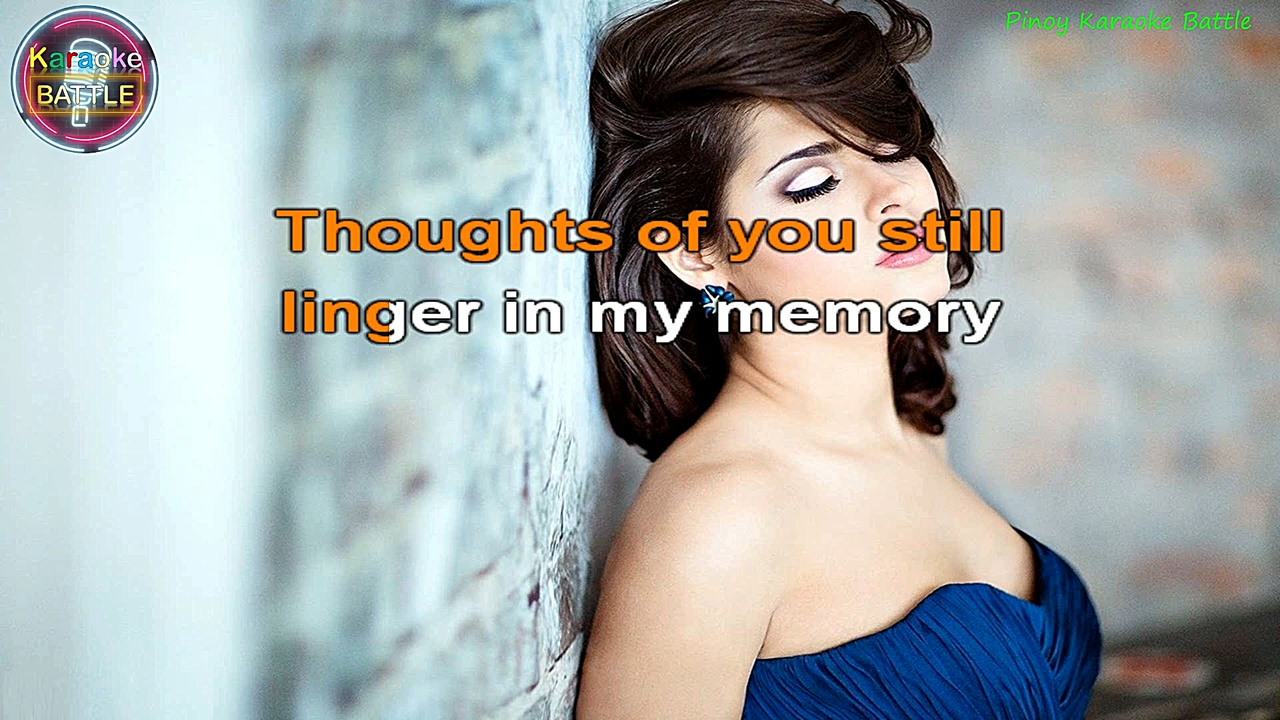 Karaoke
BATTLE
Pinoy Karaoke Battle
Thoughts of you still
linger in my memory